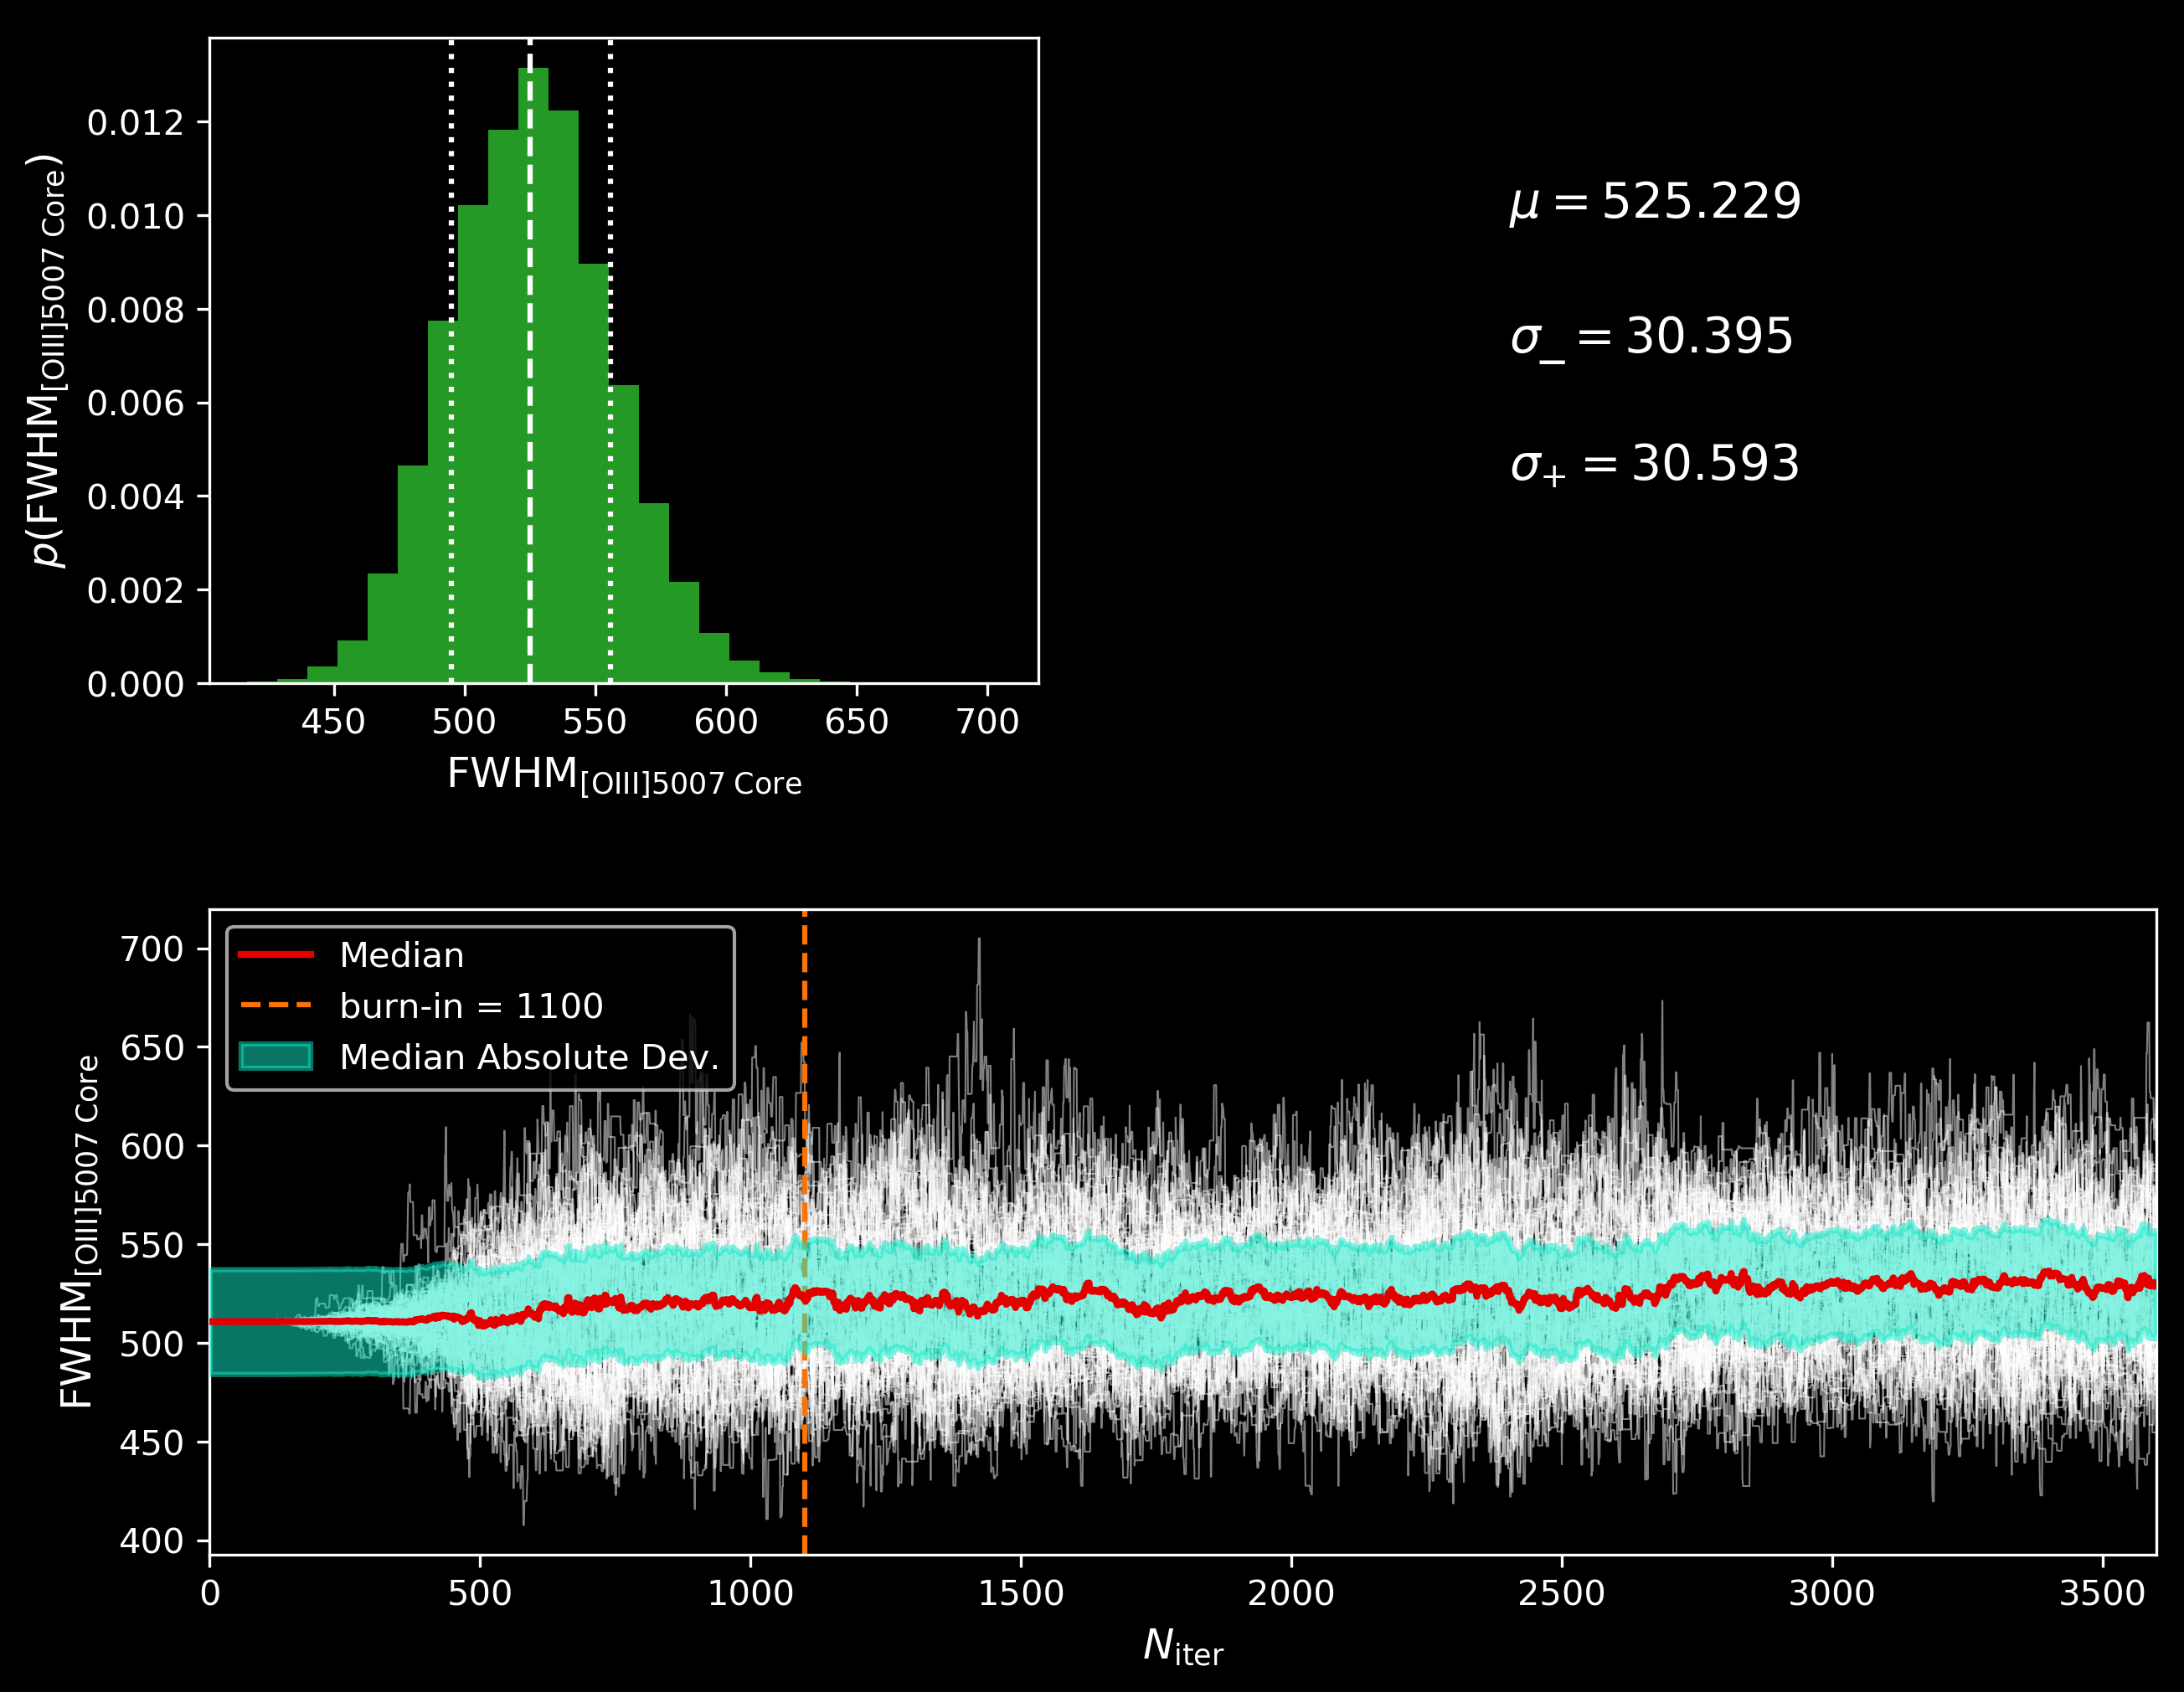 p(FWHM[OIII]5007 Core)
0.012
0.010
0.008
0.006
0.004
0.002
0.000
450 500 550 600 650 700
FWHM[OIII]5007 Core
μ = 525.229
σ− = 30.395
σ+ = 30.593
FWHM[OIII]5007 Core
700
650
600
550
500
450
400
Median
burn-in = 1100
Median Absolute Dev.
0 500 1000 1500 2000 2500 3000 3500
Niter